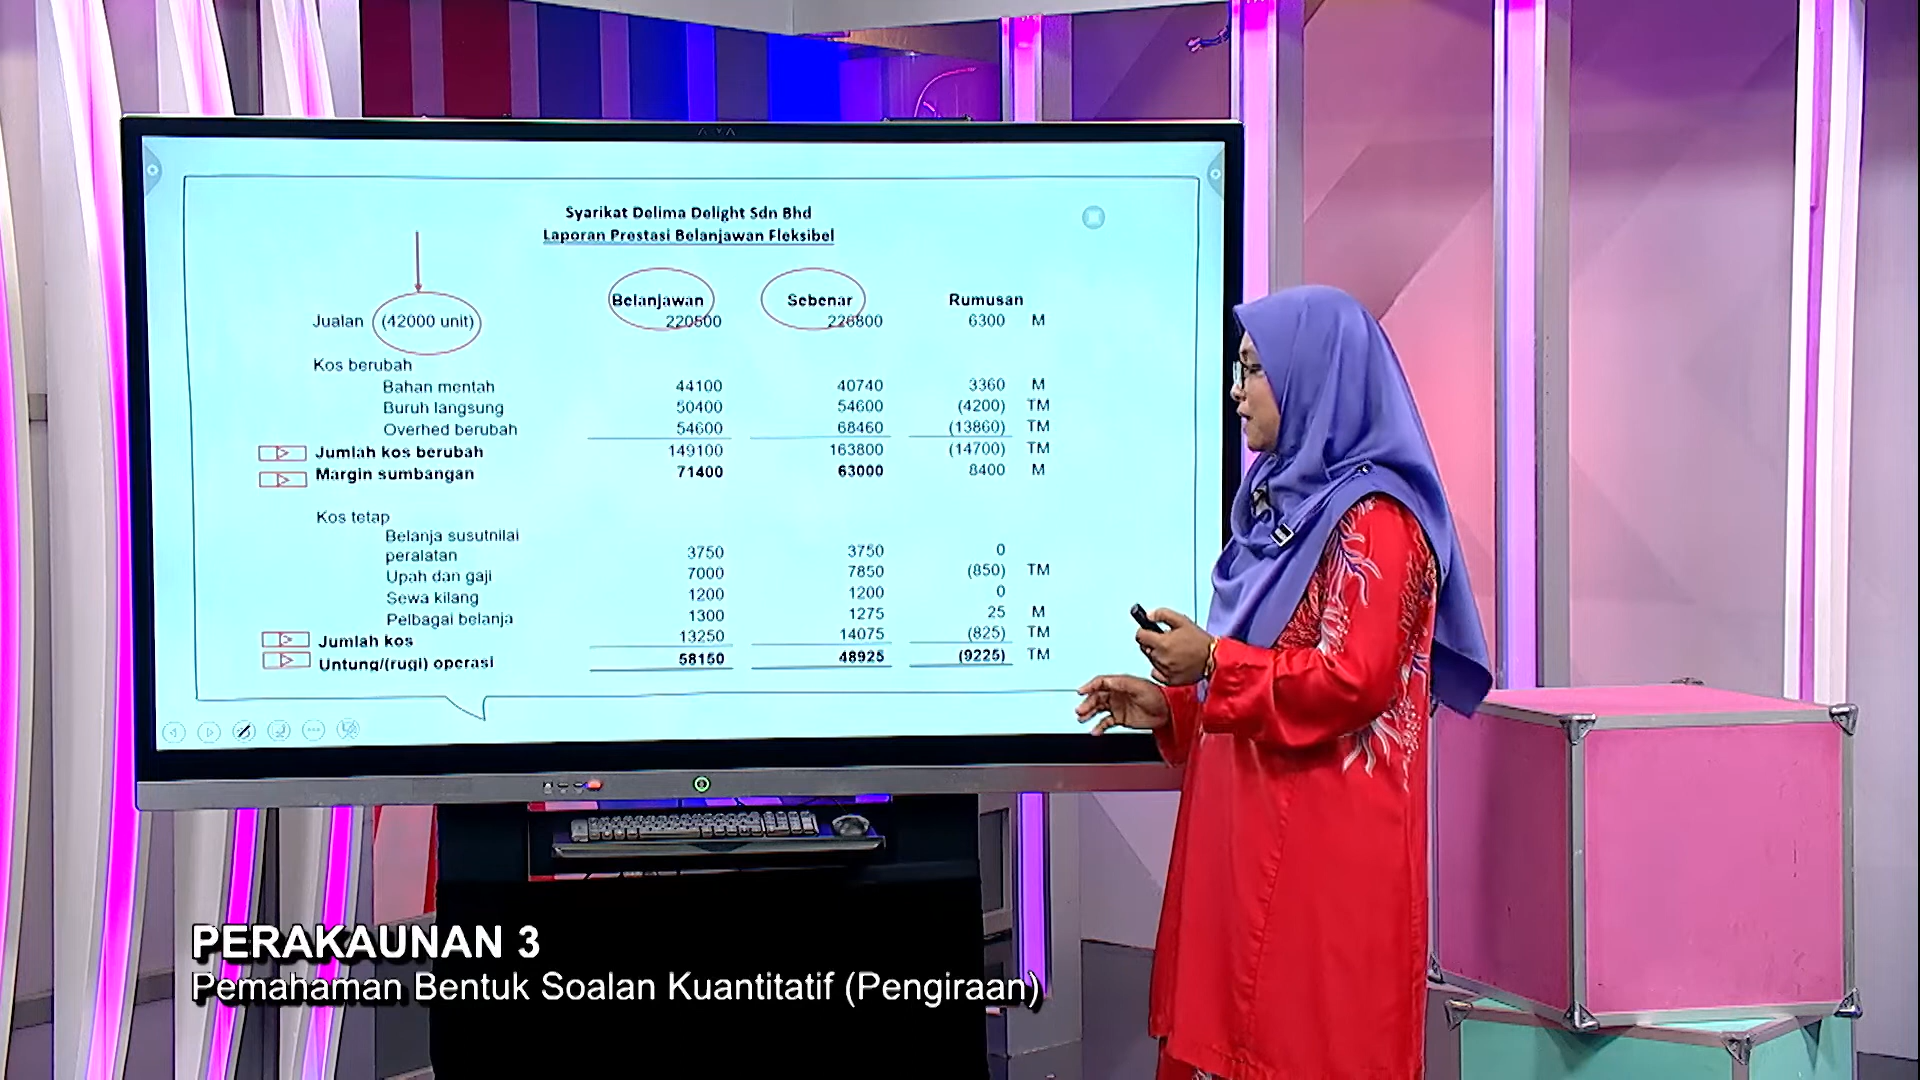 Syarikat Delima Delight Sdn Bhd
Laporan Prestasi Belanjawan Fleksibel
Belanjawan Sebenar Rumusan
Jualan (42000 unit) 220500 226800 6300 M
Kos berubah
Bahan mentah 44100 40740 3360 M
Buruh langsung 50400 54600 (4200) TM
Overhed berubah 54600 68460 (13860) TM
Jumlah kos berubah 149100 163800 (14700) TM
Margin sumbangan 71400 63000 8400 M
Kos tetap
Belanja susutnilai
peralatan 3750 3750 0
Upah dan gaji 7000 7850 (850) TM
Sewa kilang 1200 1200 0
Pelbagai belanja 1300 1275 25 M
Jumlah kos 13250 14075 (825) TM
Untung/(rugi) operasi 58150 48925 (9225) TM
PERAKAUNAN 3
Pemahaman Bentuk Soalan Kuantitatif (Pengiraan)